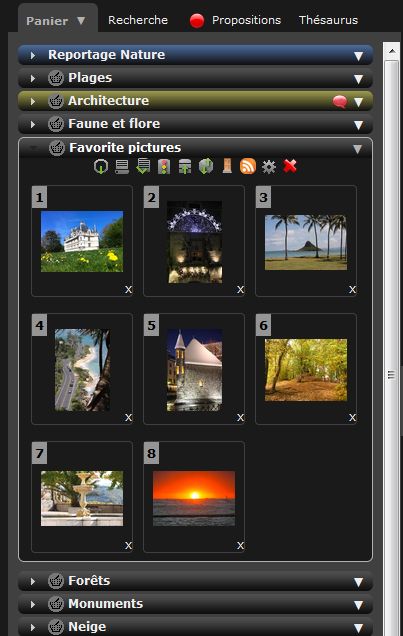 Panier ▼ Recherche Propositions Thésaurus
Reportage Nature
Plages
Architecture
Faune et flore
Favorite pictures
1 2 3
x x x
4 5 6
x x x
7 8
x x
Forêts
Monuments
Neige